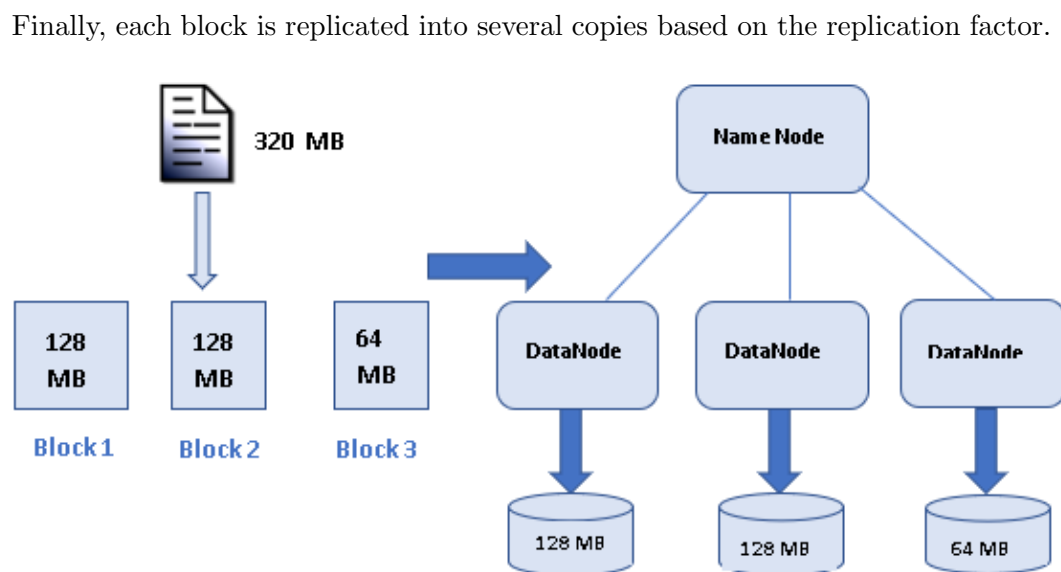 Finally, each block is replicated into several copies based on the replication factor.
320 MB
Name Node
128
MB
128
MB
64
MB
Block 1
Block 2
Block 3
DataNode
DataNode
DataNode
128 MB
128 MB
64 MB